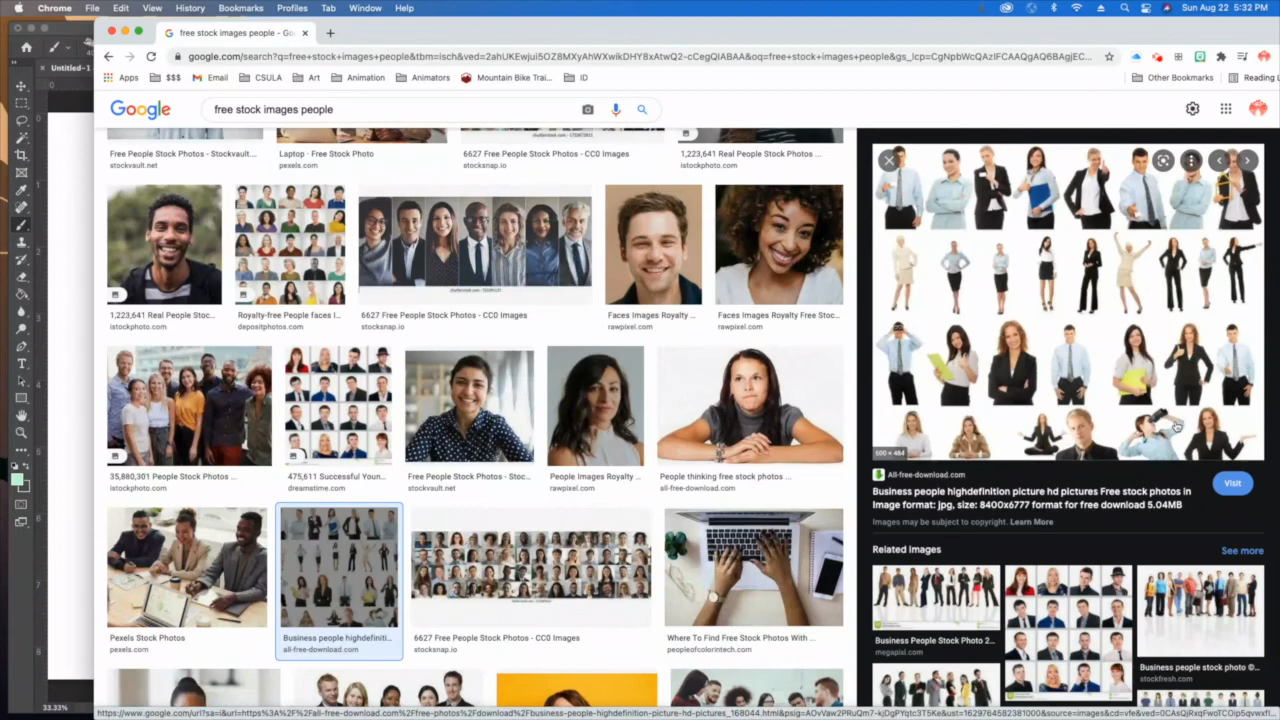 Chrome File Edit View History Bookmarks Profiles Tab Window Help
Sun Aug 22 5:32 PM
free stock images people - Go
google.com/search?q=free+stock+images+people&tbm=isch&ved=2ahUKEwjui5OZ8MXyAhWXwikDHY8xAtwQ2-cCegQIABAA&oq=free+stock+images+people&gs_lcp=CgNpbWcQAzIFCAAQgAQ6BAgjEC...
Apps $$$ Email CSULA Art Animation Animators Mountain Bike Trai... ID
Other Bookmarks Reading L
Untitled-1
Google
free stock images people
Free People Stock Photos - Stockvault...
stockvault.net
Laptop · Free Stock Photo
pexels.com
6627 Free People Stock Photos - CC0 Images
stocksnap.io
1,223,641 Real People Stock Photos ...
istockphoto.com
1,223,641 Real People Stoc...
istockphoto.com
Royalty-free People faces I...
depositphotos.com
6627 Free People Stock Photos - CC0 Images
stocksnap.io
Faces Images Royalty ...
rawpixel.com
Faces Images Royalty Free Stoc...
rawpixel.com
35,880,301 People Stock Photos ...
istockphoto.com
475,611 Successful Youn...
dreamstime.com
Free People Stock Photos - Stoc...
stockvault.net
People Images Royalty ...
rawpixel.com
People thinking free stock photos ...
all-free-download.com
Pexels Stock Photos
pexels.com
Business people highdefiniti...
all-free-download.com
6627 Free People Stock Photos - CC0 Images
stocksnap.io
Where To Find Free Stock Photos With ...
peopleofcolorintech.com
600 × 484
All-free-download.com
Visit
Business people highdefinition picture hd pictures Free stock photos in
Image format: jpg, size: 8400x6777 format for free download 5.04MB
Images may be subject to copyright. Learn More
Related Images
See more
Business People Stock Photo 2...
megapixl.com
Business people stock photo ©...
stockfresh.com
33.33%